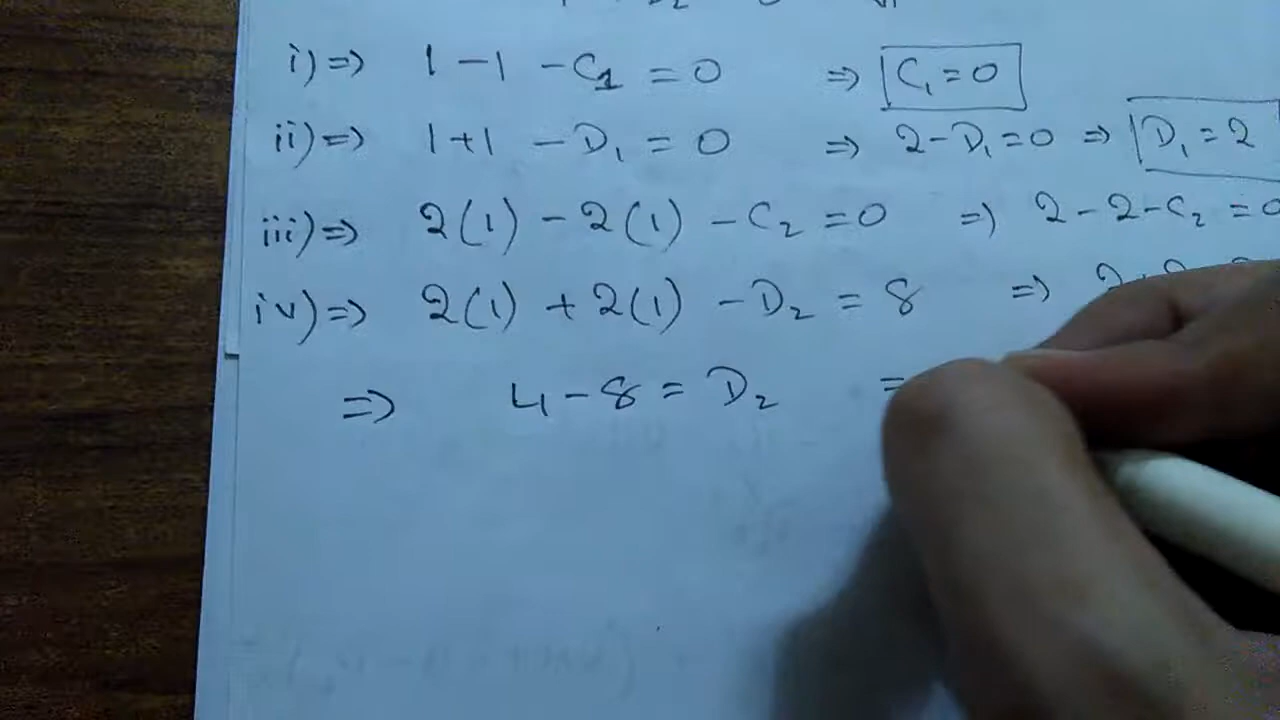 i) ⇒ 1 - 1 - C₁ = 0 ⇒ C₁ = 0
ii) ⇒ 1 + 1 - D₁ = 0 ⇒ 2 - D₁ = 0 ⇒ D₁ = 2
iii) ⇒ 2(1) - 2(1) - C₂ = 0 ⇒ 2 - 2 - C₂ = 0
iv) ⇒ 2(1) + 2(1) - D₂ = 8 ⇒
⇒ 4 - 8 = D₂ =